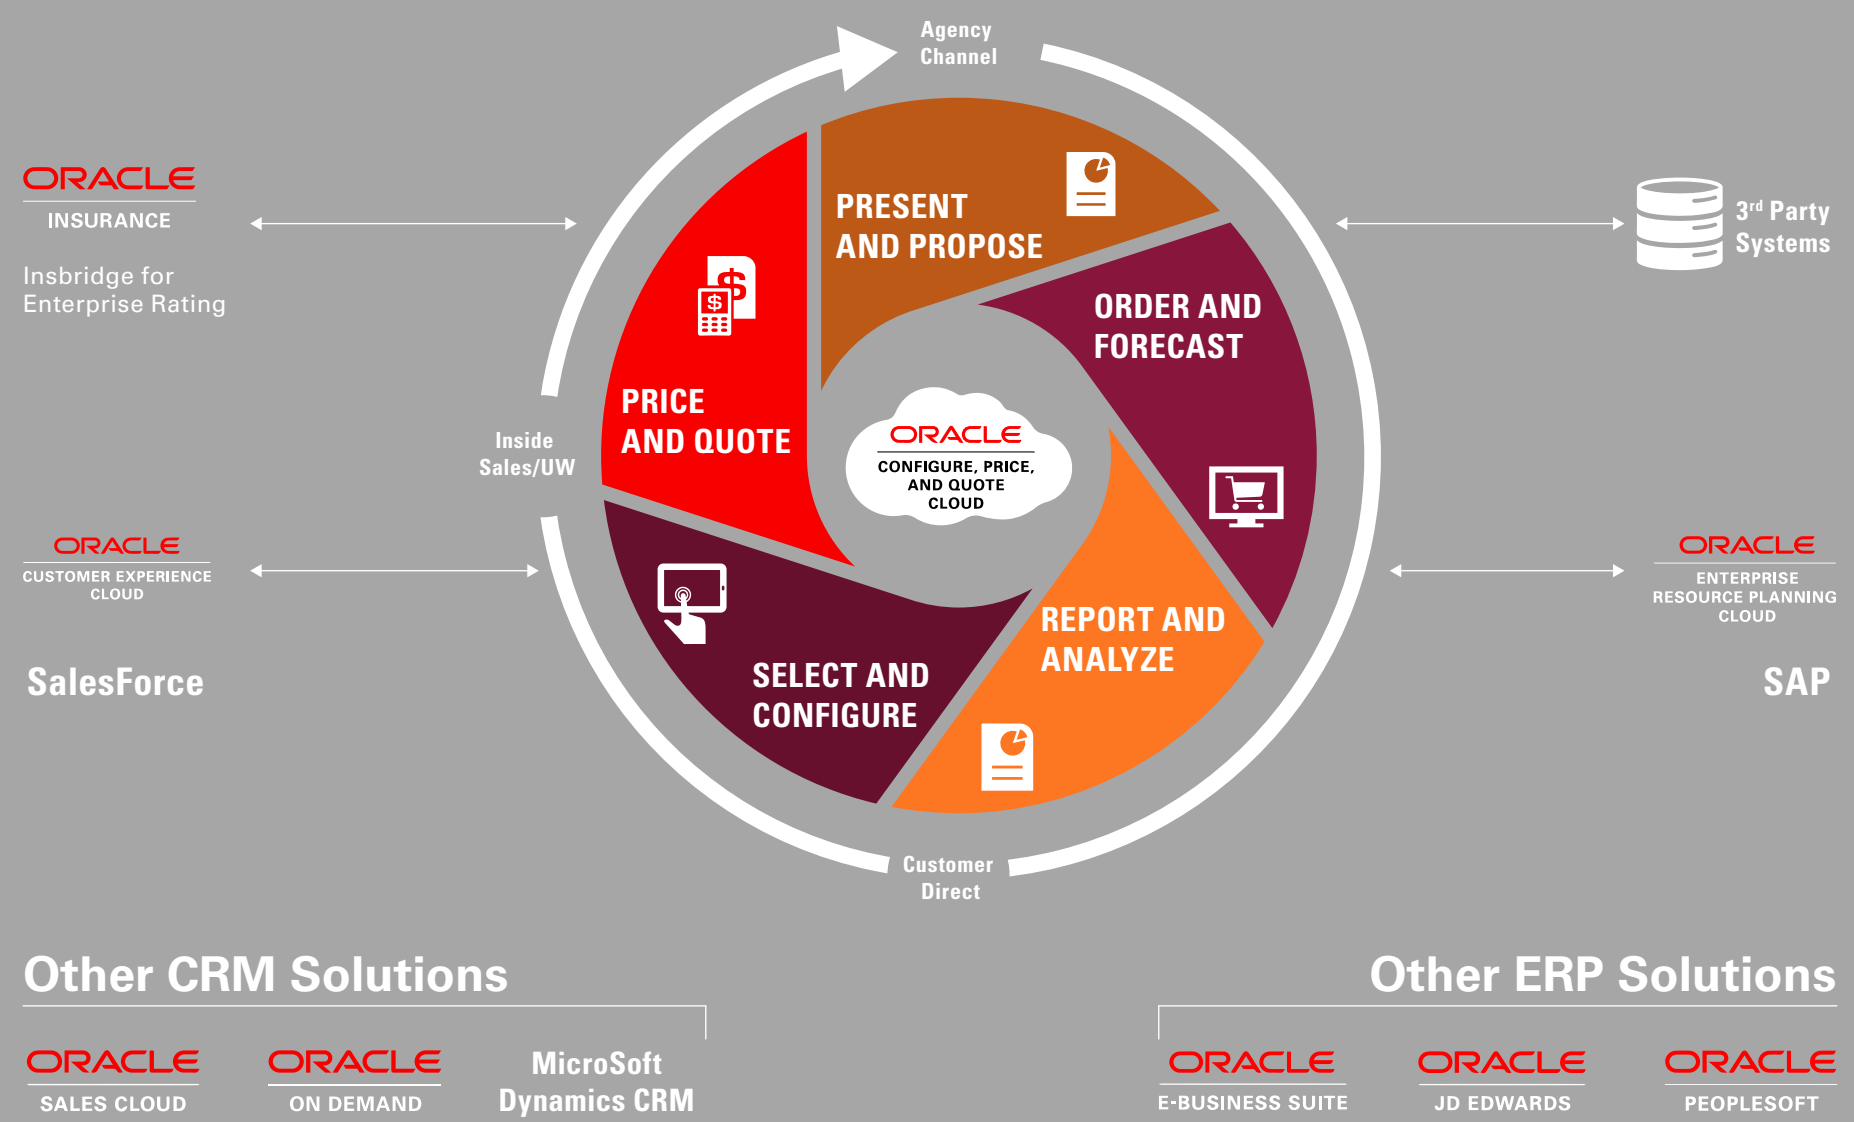 Agency
Channel
ORACLE
INSURANCE
Insbridge for
Enterprise Rating
PRESENT
AND PROPOSE
3rd Party
Systems
ORDER AND
FORECAST
$
$
PRICE
AND QUOTE
Inside
Sales/UW
ORACLE
CONFIGURE, PRICE,
AND QUOTE
CLOUD
ORACLE
CUSTOMER EXPERIENCE
CLOUD
SalesForce
ORACLE
ENTERPRISE
RESOURCE PLANNING
CLOUD
SAP
REPORT AND
ANALYZE
SELECT AND
CONFIGURE
Customer
Direct
Other CRM Solutions
ORACLE
SALES CLOUD
ORACLE
ON DEMAND
MicroSoft
Dynamics CRM
Other ERP Solutions
ORACLE
E-BUSINESS SUITE
ORACLE
JD EDWARDS
ORACLE
PEOPLESOFT